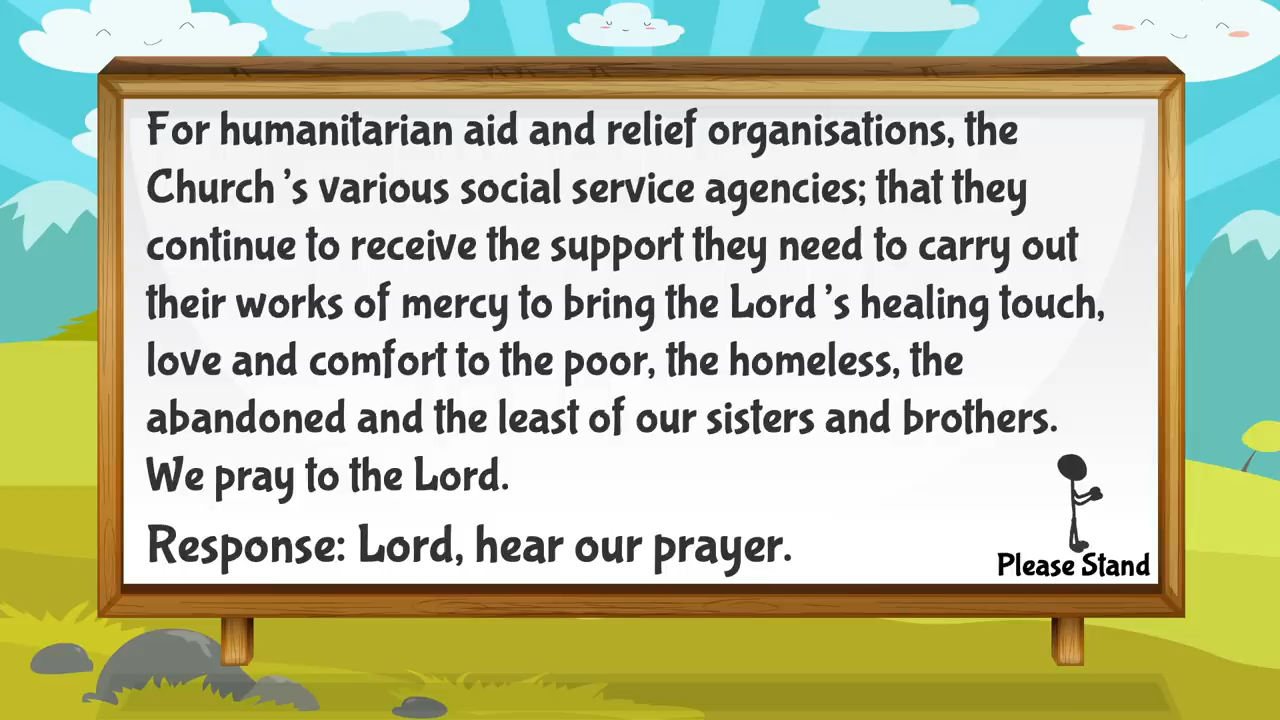 For humanitarian aid and relief organisations, the
Church's various social service agencies; that they
continue to receive the support they need to carry out
their works of mercy to bring the Lord's healing touch,
love and comfort to the poor, the homeless, the
abandoned and the least of our sisters and brothers.
We pray to the Lord.
Response: Lord, hear our prayer.
Please Stand